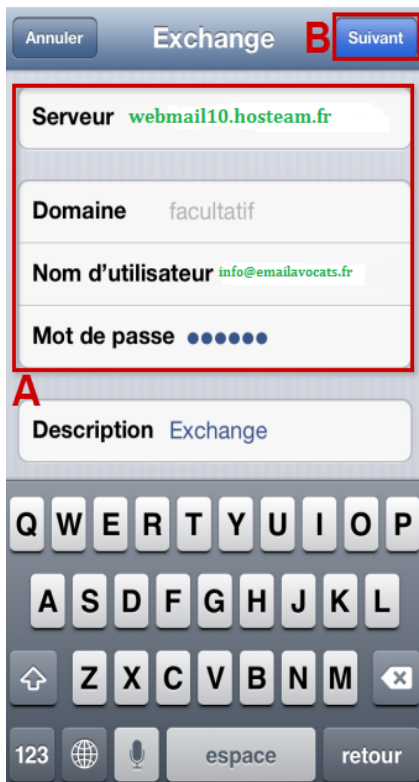 Annuler Exchange B Suivant
Serveur webmail10.hosteam.fr
Domaine facultatif
Nom d'utilisateur info@emailavocats.fr
Mot de passe ●●●●●●
A
Description Exchange
Q W E R T Y U I O P
A S D F G H J K L
Z X C V B N M
123 espace retour